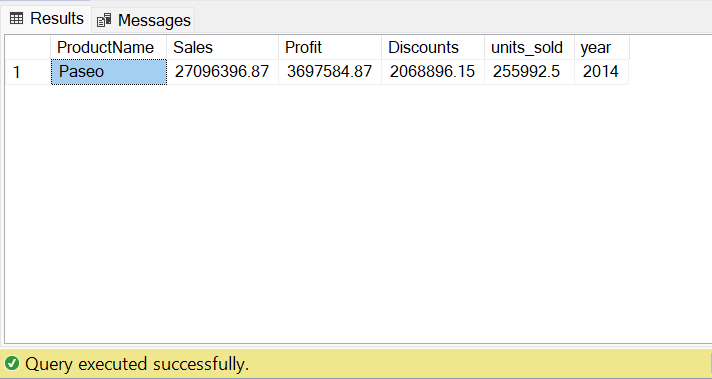 Results Messages
ProductName Sales Profit Discounts units_sold year
1 Paseo 27096396.87 3697584.87 2068896.15 255992.5 2014
Query executed successfully.